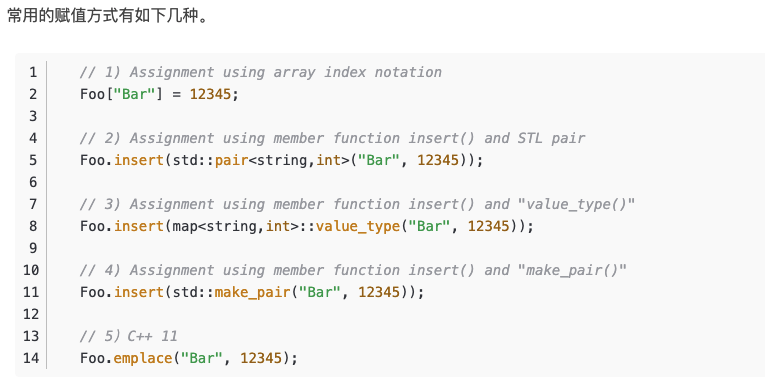 常用的赋值方式有如下几种。
1 // 1) Assignment using array index notation
2 Foo["Bar"] = 12345;
3
4 // 2) Assignment using member function insert() and STL pair
5 Foo.insert(std::pair<string,int>("Bar", 12345));
6
7 // 3) Assignment using member function insert() and "value_type()"
8 Foo.insert(map<string,int>::value_type("Bar", 12345));
9
10 // 4) Assignment using member function insert() and "make_pair()"
11 Foo.insert(std::make_pair("Bar", 12345));
12
13 // 5）C++ 11
14 Foo.emplace("Bar", 12345);